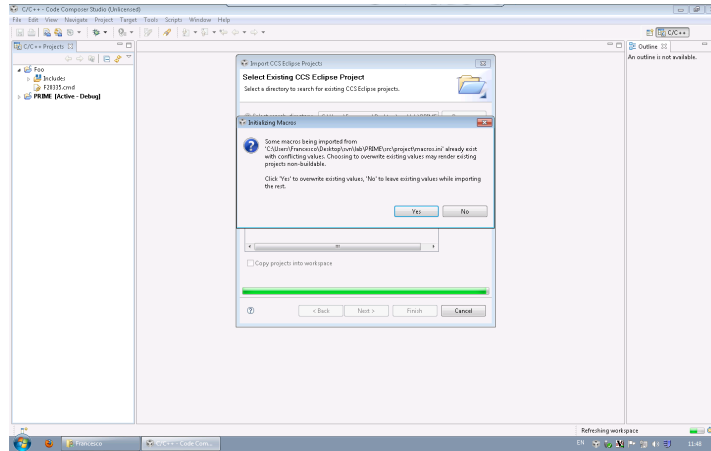 C/C++ - Code Composer Studio (Unlicensed)
File Edit View Navigate Project Target Tools Scripts Window Help
C/C++
C/C++ Projects
Outline
An outline is not available.
Foo
Includes
F28335.cmd
PRIME [Active - Debug]
Import CCS Eclipse Projects
Select Existing CCS Eclipse Project
Select a directory to search for existing CCS Eclipse projects.
Initializing Macros
Some macros being imported from
'C:\Users\Francesco\Desktop\svn\lab\PRIME\src\project\macros.ini' already exist
with conflicting values. Choosing to overwrite existing values may render existing
projects non-buildable.
Click 'Yes' to overwrite existing values, 'No' to leave existing values while importing
the rest.
Yes No
Copy projects into workspace
< Back Next > Finish Cancel
Refreshing workspace
Francesco
C/C++ - Code Com...
EN
11:48